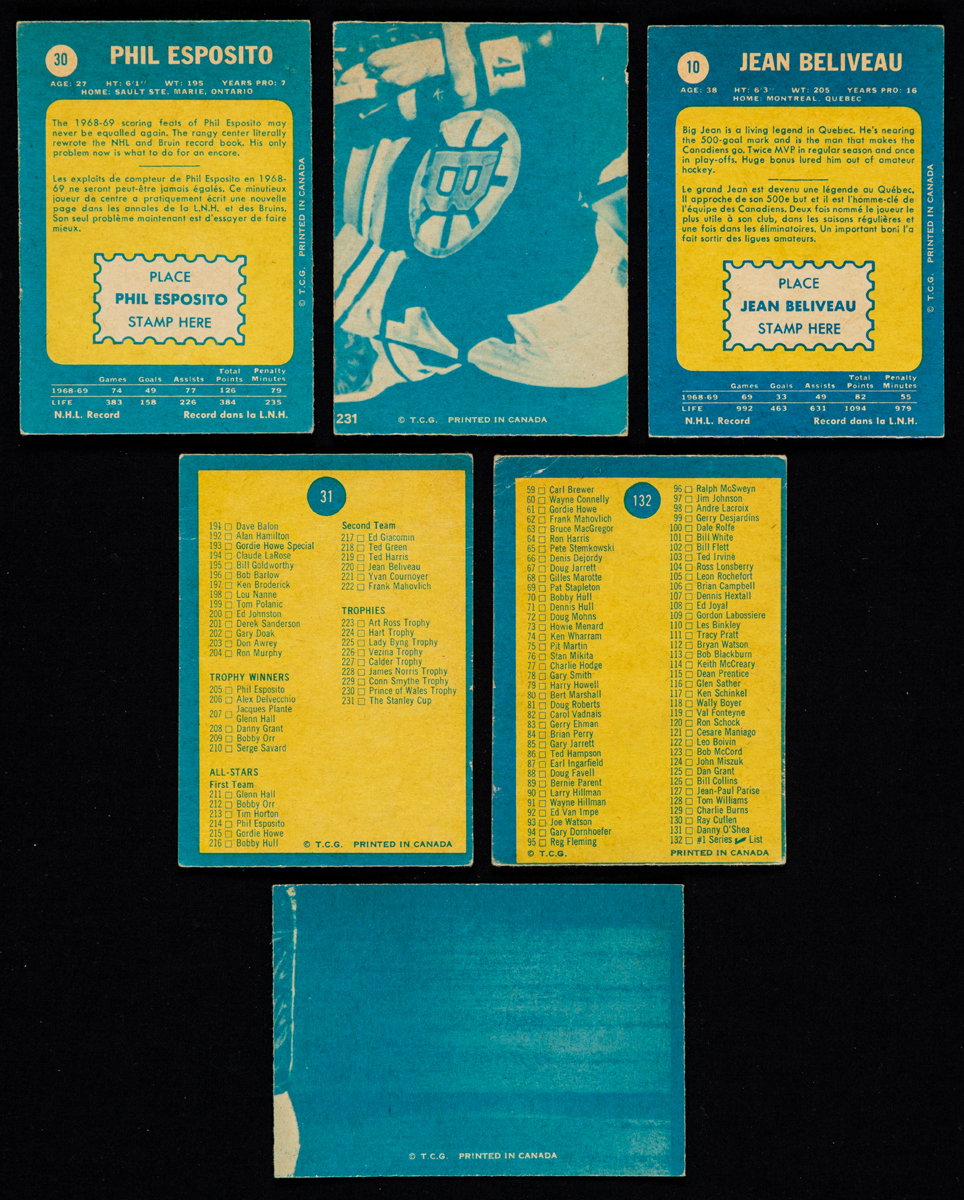 30
PHIL ESPOSITO
AGE: 27 HT: 6'1" WT: 195 YEARS PRO: 7
HOME: SAULT STE. MARIE, ONTARIO
The 1968-69 scoring feats of Phil Esposito may
never be equalled again. The rangy center literally
rewrote the NHL and Bruin record book. His only
problem now is what to do for an encore.
Les exploits de compteur de Phil Esposito en 1968-
69 ne seront peut-être jamais égalés. Ce minutieux
joueur de centre a pratiquement écrit une nouvelle
page dans les annales de la L.N.H. et des Bruins.
Son seul problème maintenant est d'essayer de faire
mieux.
PLACE
PHIL ESPOSITO
STAMP HERE
© T.C.G. PRINTED IN CANADA
Games Goals Assists Total Points Penalty Minutes
1968-69 74 49 77 126 79
LIFE 383 158 226 384 235
N.H.L. Record Record dans la L.N.H.
B
231
© T.C.G. PRINTED IN CANADA
10
JEAN BELIVEAU
AGE: 38 HT: 6'3 WT: 205 YEARS PRO: 16
HOME: MONTREAL, QUEBEC
Big Jean is a living legend in Quebec. He's nearing
the 500-goal mark and is the man that makes the
Canadiens go. Twice MVP in regular season and once
in play-offs. Huge bonus lured him out of amateur
hockey.
Le grand Jean est devenu une légende au Québec.
Il approche de son 500e but et il est l'homme-clé de
l'équipe des Canadiens. Deux fois nommé le joueur le
plus utile à son club, dans les saisons régulières et
une fois dans les éliminatoires. Un important boni l'a
fait sortir des ligues amateurs.
PLACE
JEAN BELIVEAU
STAMP HERE
© T.C.G. PRINTED IN CANADA
Games Goals Assists Total Points Penalty Minutes
1968-69 69 33 49 82 55
LIFE 992 463 631 1094 979
N.H.L. Record Record dans la L.N.H.
31
191 Dave Balon
192 Alan Hamilton
193 Gordie Howe Special
194 Claude LaRose
195 Bill Goldworthy
196 Bob Barlow
197 Ken Broderick
198 Lou Nanne
199 Tom Polanic
200 Ed Johnston
201 Derek Sanderson
202 Gary Doak
203 Don Awrey
204 Ron Murphy
TROPHY WINNERS
205 Phil Esposito
206 Alex Delvecchio
207 Jacques Plante
Glenn Hall
208 Danny Grant
209 Bobby Orr
210 Serge Savard
ALL-STARS
First Team
211 Glenn Hall
212 Bobby Orr
213 Tim Horton
214 Phil Esposito
215 Gordie Howe
216 Bobby Hull
Second Team
217 Ed Giacomin
218 Ted Green
219 Ted Harris
220 Jean Beliveau
221 Yvan Cournoyer
222 Frank Mahovlich
TROPHIES
223 Art Ross Trophy
224 Hart Trophy
225 Lady Byng Trophy
226 Vezina Trophy
227 Calder Trophy
228 James Norris Trophy
229 Conn Smythe Trophy
230 Prince of Wales Trophy
231 The Stanley Cup
© T.C.G. PRINTED IN CANADA
132
59 Carl Brewer
60 Wayne Connelly
61 Gordie Howe
62 Frank Mahovlich
63 Bruce MacGregor
64 Ron Harris
65 Pete Stemkowski
66 Denis Dejordy
67 Doug Jarrett
68 Gilles Marotte
69 Pat Stapleton
70 Bobby Hull
71 Dennis Hull
72 Doug Mohns
73 Howie Menard
74 Ken Wharram
75 Pit Martin
76 Stan Mikita
77 Charlie Hodge
78 Gary Smith
79 Harry Howell
80 Bert Marshall
81 Doug Roberts
82 Carol Vadnais
83 Gerry Ehman
84 Brian Perry
85 Gary Jarrett
86 Ted Hampson
87 Earl Ingarfield
88 Doug Favell
89 Bernie Parent
90 Larry Hillman
91 Wayne Hillman
92 Ed Van Impe
93 Joe Watson
94 Gary Dornhoefer
95 Reg Fleming
96 Ralph McSweyn
97 Jim Johnson
98 Andre Lacroix
99 Gerry Desjardins
100 Dale Rolfe
101 Bill White
102 Bill Flett
103 Ted Irvine
104 Ross Lonsberry
105 Leon Rochefort
106 Brian Campbell
107 Dennis Hextall
108 Ed Joyal
109 Gordon Labossiere
110 Les Binkley
111 Tracy Pratt
112 Bryan Watson
113 Bob Blackburn
114 Keith McCreary
115 Dean Prentice
116 Glen Sather
117 Ken Schinkel
118 Wally Boyer
119 Val Fonteyne
120 Ron Schock
121 Cesare Maniago
122 Leo Boivin
123 Bob McCord
124 John Miszuk
125 Dan Grant
126 Bill Collins
127 Jean-Paul Parise
128 Tom Williams
129 Charlie Burns
130 Ray Cullen
131 Danny O'Shea
132 #1 Series List
© T.C.G. PRINTED IN CANADA
© T.C.G. PRINTED IN CANADA